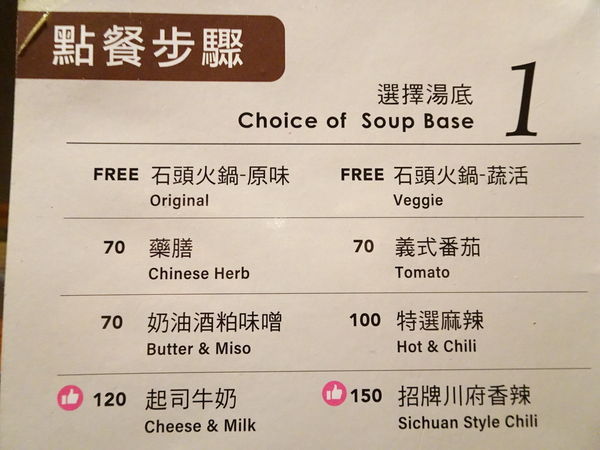 點餐步驟
選擇湯底
Choice of Soup Base
1
FREE 石頭火鍋-原味
Original
FREE 石頭火鍋-蔬活
Veggie
70 藥膳
Chinese Herb
70 義式番茄
Tomato
70 奶油酒粕味噌
Butter & Miso
100 特選麻辣
Hot & Chili
120 起司牛奶
Cheese & Milk
150 招牌川府香辣
Sichuan Style Chili